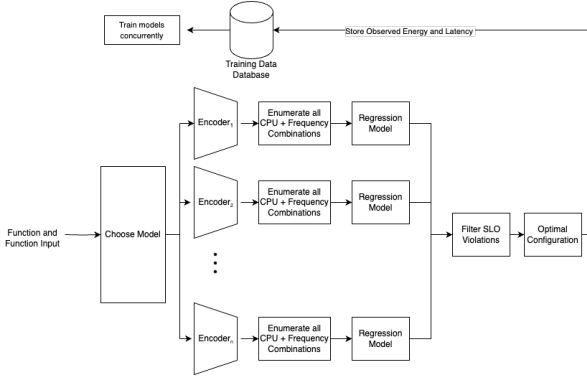 Train models
concurrently
Store Observed Energy and Latency
Training Data
Database
Encoder1
Enumerate all
CPU + Frequency
Combinations
Regression
Model
Encoder2
Enumerate all
CPU + Frequency
Combinations
Regression
Model
Function and
Function Input
Choose Model
Filter SLO
Violations
Optimal
Configuration
Encodern
Enumerate all
CPU + Frequency
Combinations
Regression
Model